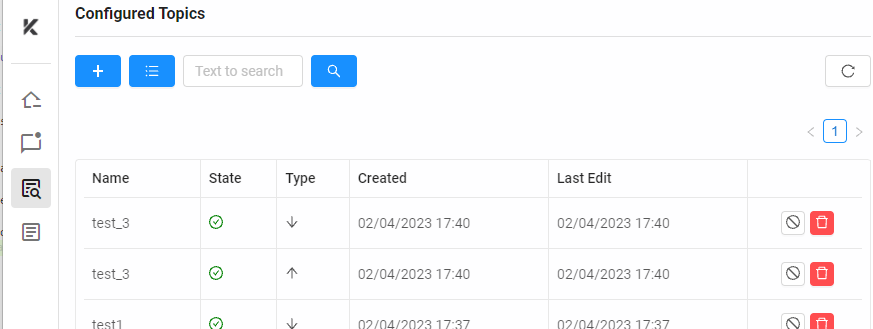 Configured Topics
Text to search
1
Name State Type Created Last Edit
test_3 02/04/2023 17:40 02/04/2023 17:40
test_3 02/04/2023 17:40 02/04/2023 17:40
test1 02/04/2023 17:37 02/04/2023 17:37